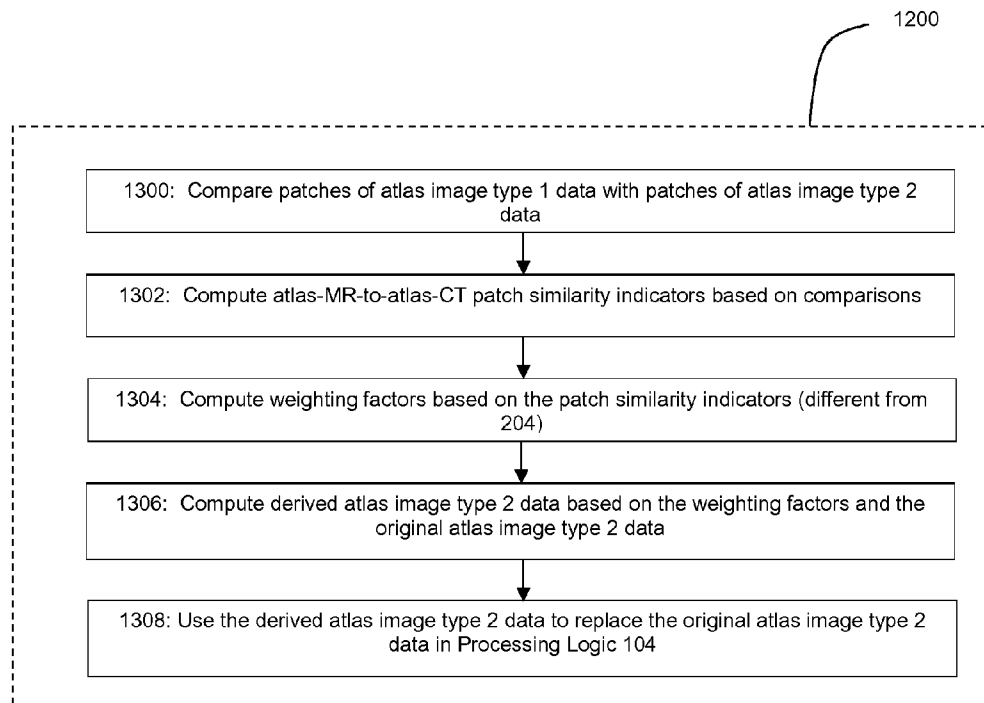 1200
1300: Compare patches of atlas image type 1 data with patches of atlas image type 2
data
1302: Compute atlas-MR-to-atlas-CT patch similarity indicators based on comparisons
1304: Compute weighting factors based on the patch similarity indicators (different from
204)
1306: Compute derived atlas image type 2 data based on the weighting factors and the
original atlas image type 2 data
1308: Use the derived atlas image type 2 data to replace the original atlas image type 2
data in Processing Logic 104